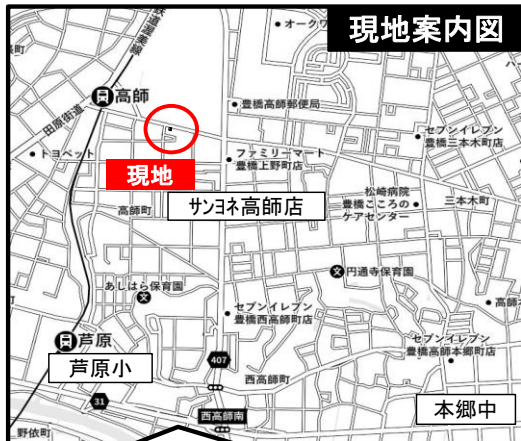 現地案内図
オークワ
鉄道渥美線
高師
豊橋高師郵便局
田原街道
セブンイレブン
豊橋三本木町店
トヨペット
ファミリーマート
豊橋上野町店
現地
松崎病院
豊橋こころの
ケアセンター
三本木町
高師町
サンヨネ高師店
円通寺保育園
あしはら保育園
高師
セブンイレブン
豊橋西高師町店
芦原
セブンイレブン
豊橋高師本郷町店
407
芦原小
西高師町
31
本郷中
西高師南
野依町